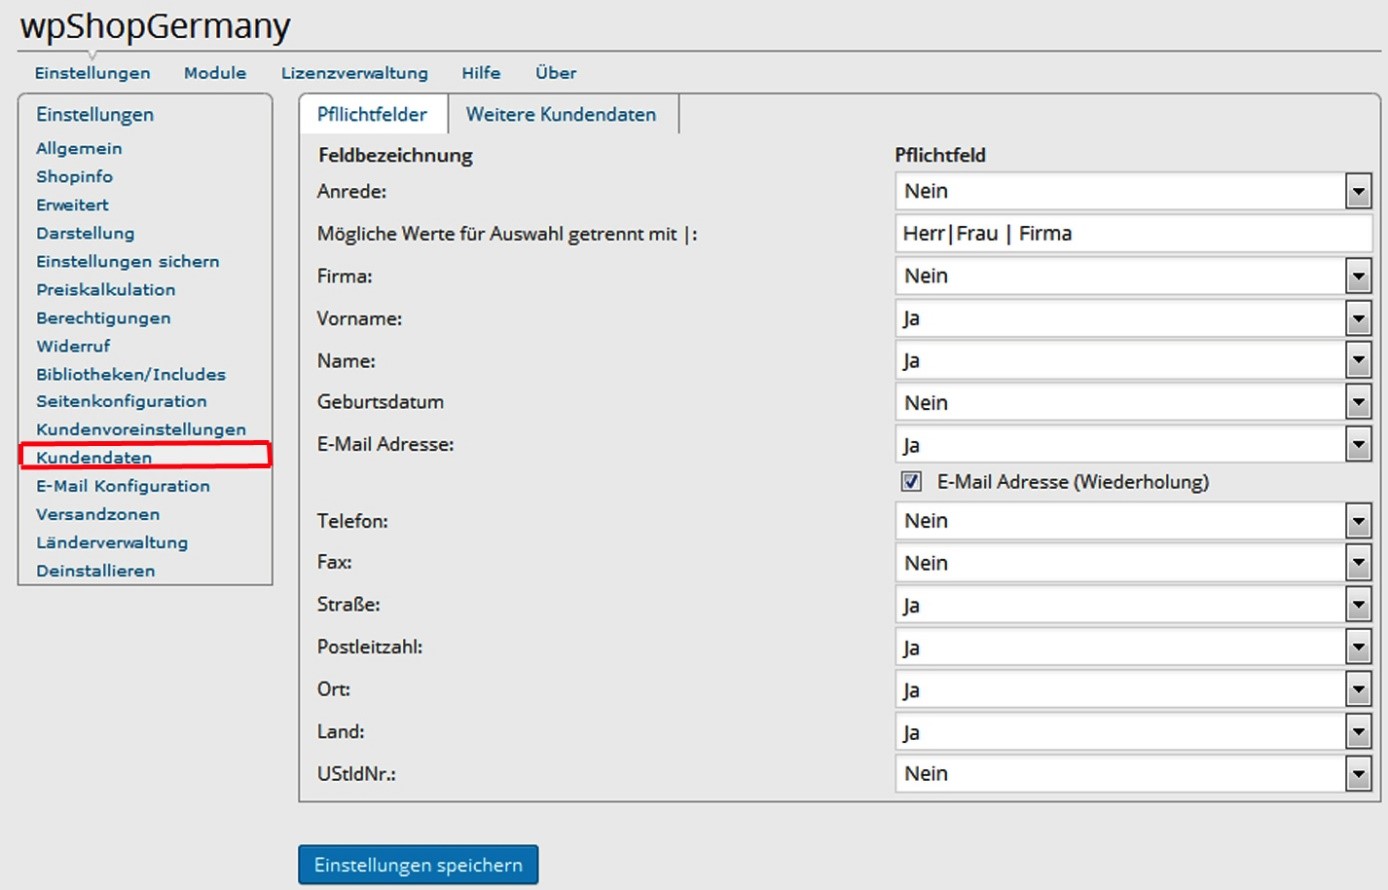 wpShopGermany
Einstellungen Module Lizenzverwaltung Hilfe Über
Einstellungen
Allgemein
Shopinfo
Erweitert
Darstellung
Einstellungen sichern
Preiskalkulation
Berechtigungen
Widerruf
Bibliotheken/Includes
Seitenkonfiguration
Kundenvoreinstellungen
Kundendaten
E-Mail Konfiguration
Versandzonen
Länderverwaltung
Deinstallieren
Pfllichtfelder Weitere Kundendaten
Feldbezeichnung Pflichtfeld
Anrede: Nein
Mögliche Werte für Auswahl getrennt mit |: Herr|Frau | Firma
Firma: Nein
Vorname: Ja
Name: Ja
Geburtsdatum Nein
E-Mail Adresse: Ja
E-Mail Adresse (Wiederholung)
Telefon: Nein
Fax: Nein
Straße: Ja
Postleitzahl: Ja
Ort: Ja
Land: Ja
UStIdNr.: Nein
Einstellungen speichern